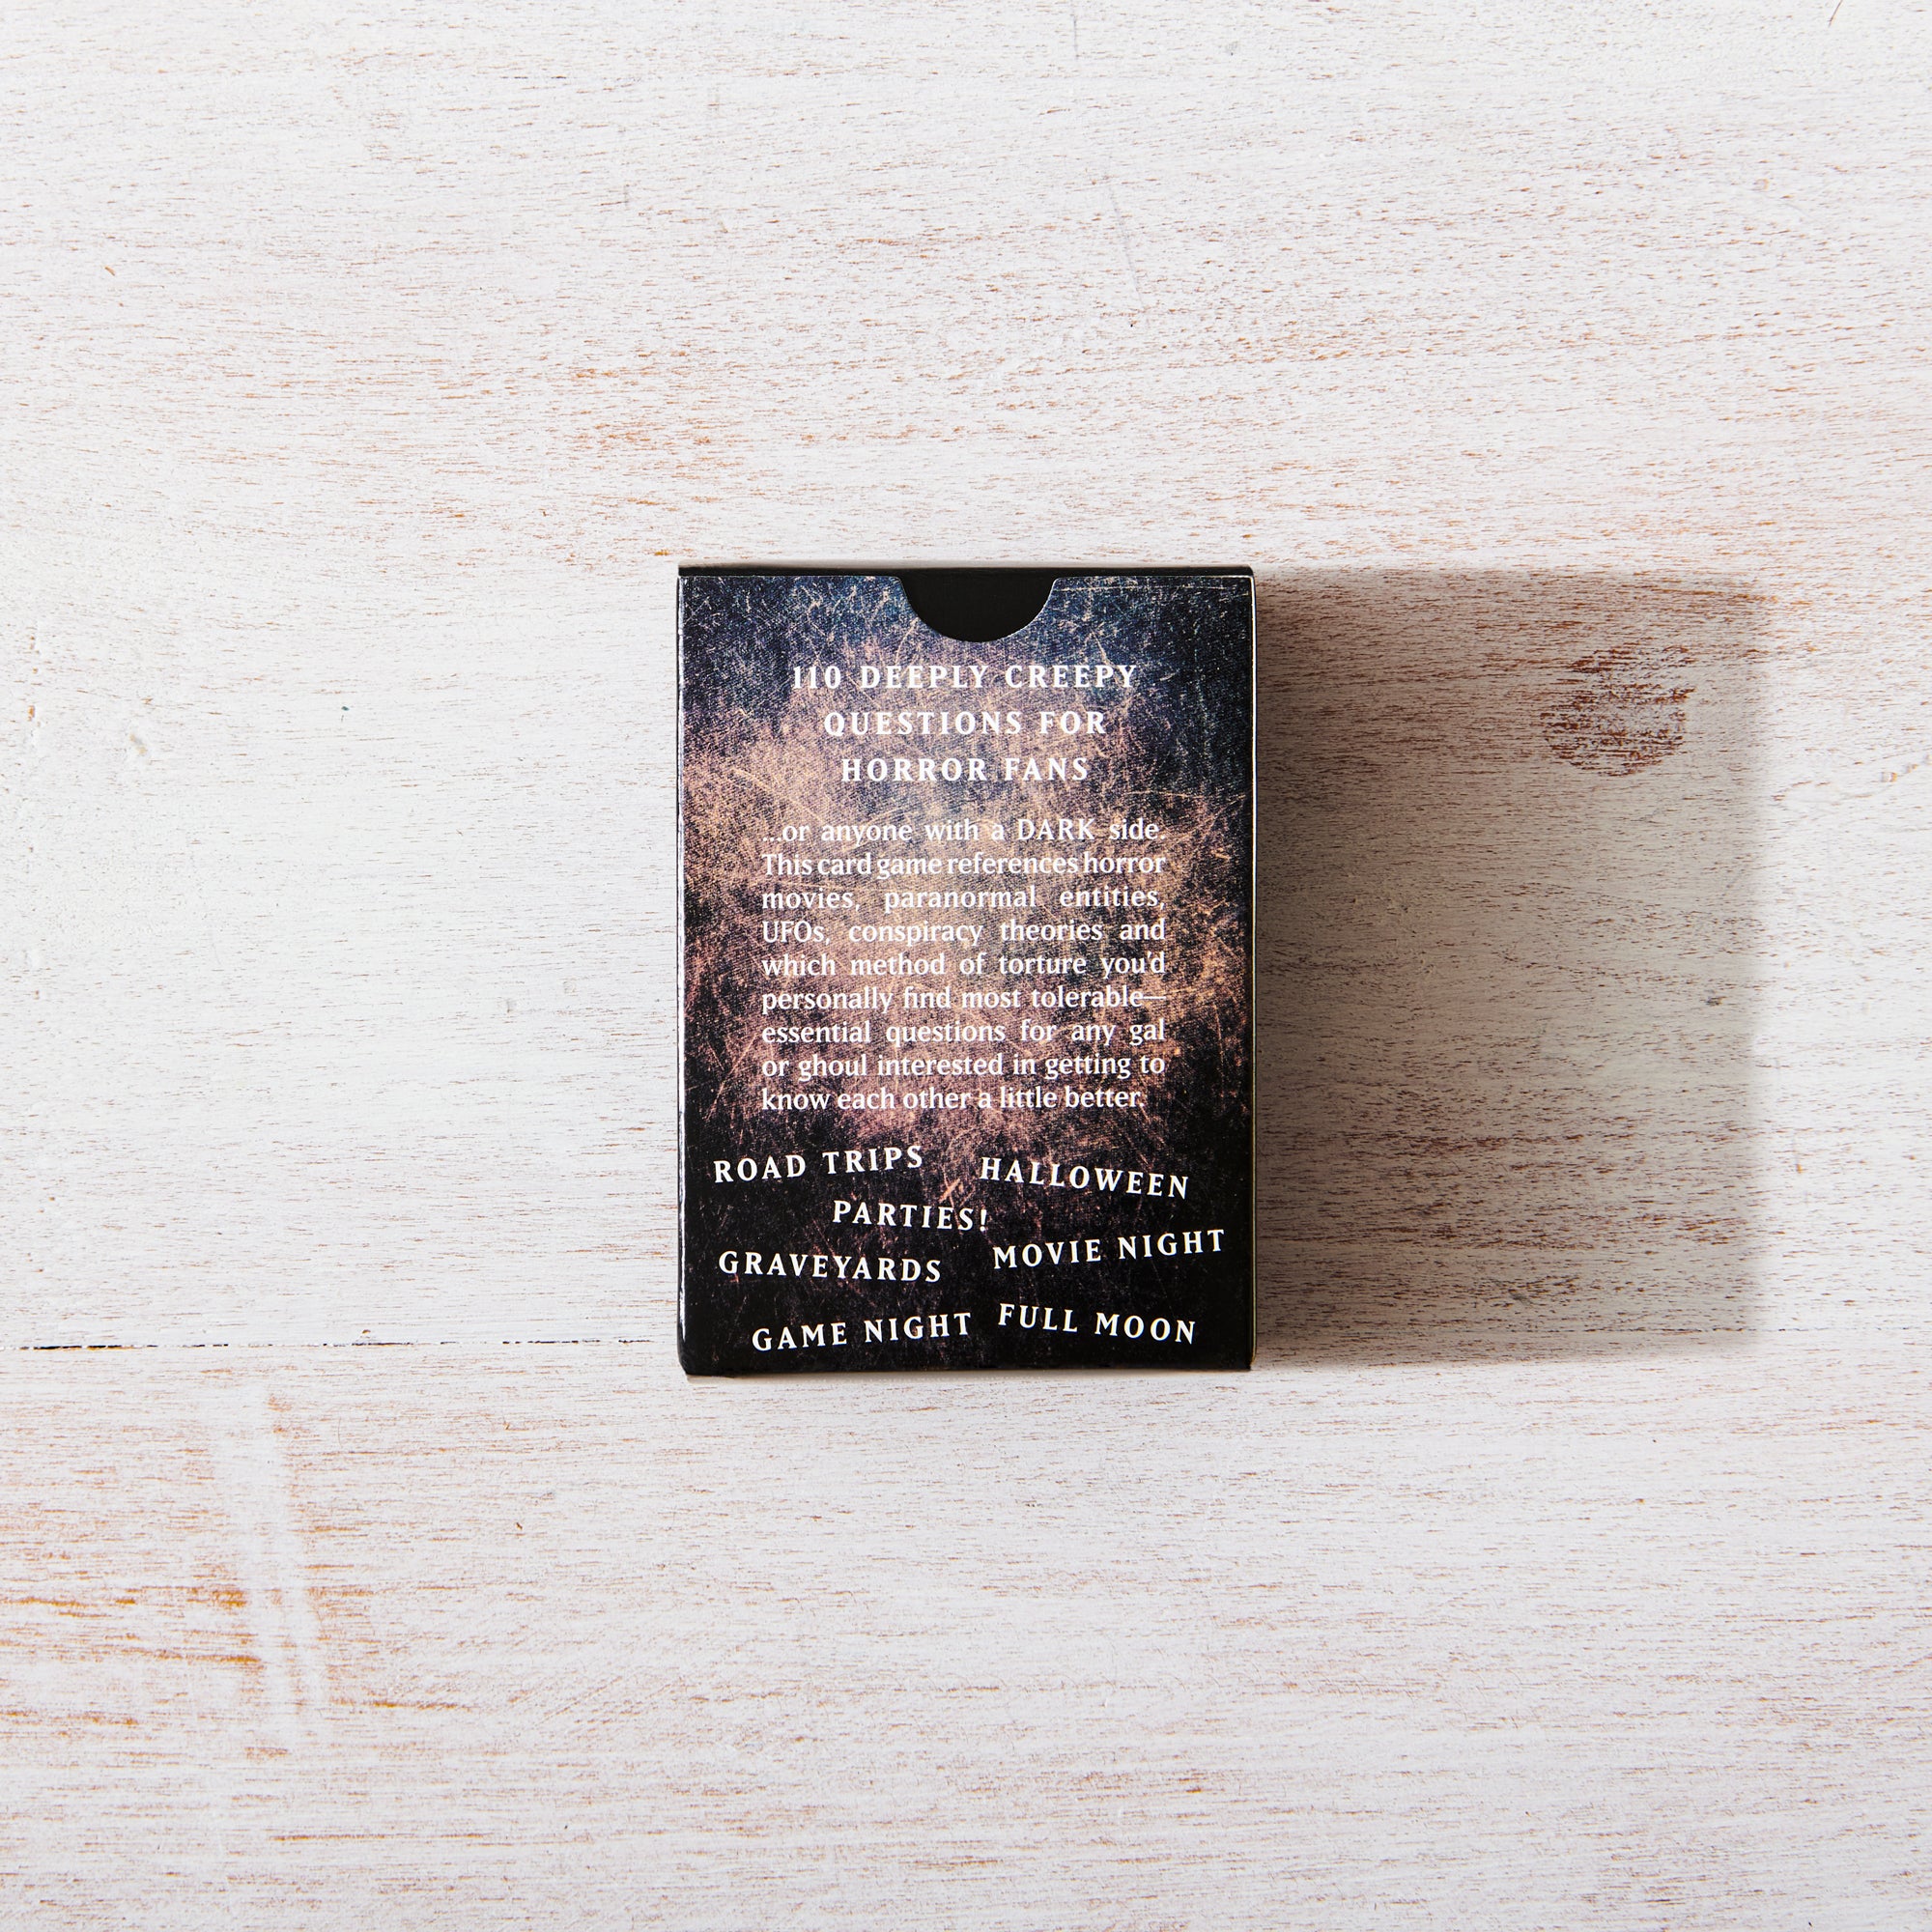 110 DEEPLY CREEPY
QUESTIONS FOR
HORROR FANS
...or anyone with a DARK side.
This card game references horror
movies, paranormal entities,
UFOs, conspiracy theories and
which method of torture you'd
personally find most tolerable—
essential questions for any gal
or ghoul interested in getting to
know each other a little better.
ROAD TRIPS
HALLOWEEN
PARTIES!
GRAVEYARDS
MOVIE NIGHT
GAME NIGHT
FULL MOON